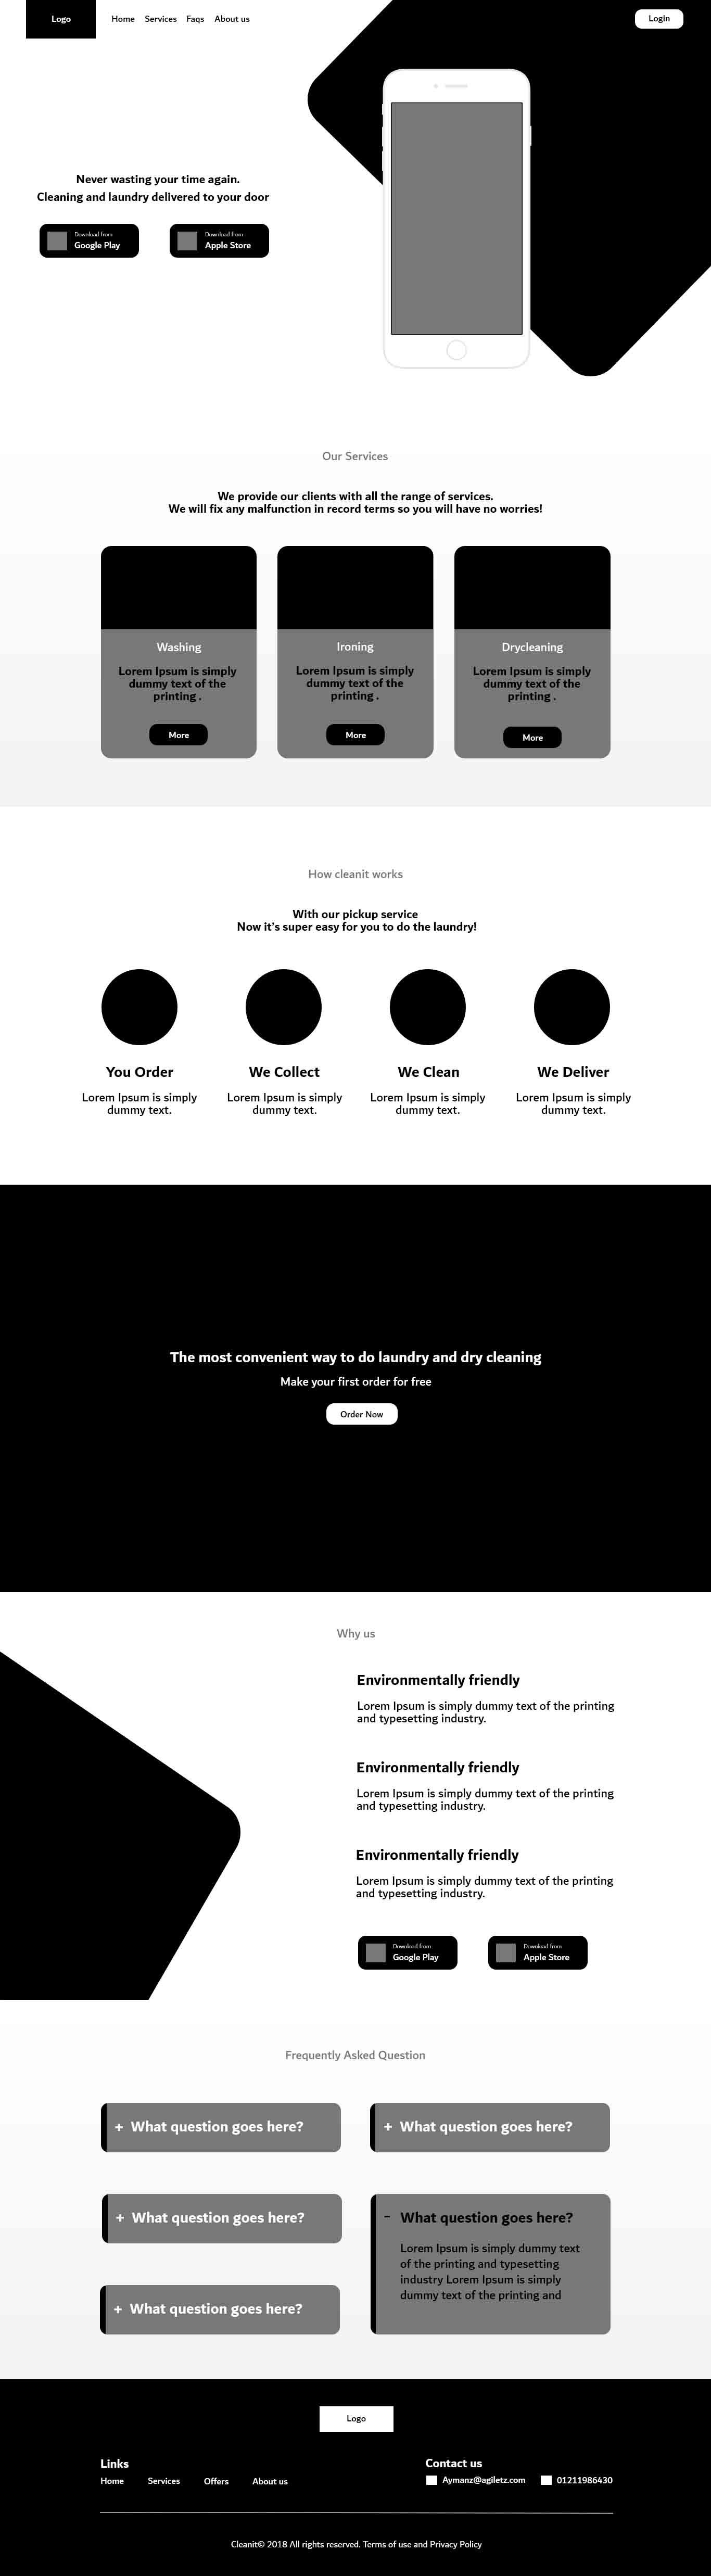 Logo
Home Services Faqs About us
Login
Never wasting your time again.
Cleaning and laundry delivered to your door
Download from
Google Play
Download from
Apple Store
Our Services
We provide our clients with all the range of services.
We will fix any malfunction in record terms so you will have no worries!
Washing
Lorem Ipsum is simply
dummy text of the
printing .
More
Ironing
Lorem Ipsum is simply
dummy text of the
printing .
More
Drycleaning
Lorem Ipsum is simply
dummy text of the
printing .
More
How cleanit works
With our pickup service
Now it's super easy for you to do the laundry!
You Order
Lorem Ipsum is simply
dummy text.
We Collect
Lorem Ipsum is simply
dummy text.
We Clean
Lorem Ipsum is simply
dummy text.
We Deliver
Lorem Ipsum is simply
dummy text.
The most convenient way to do laundry and dry cleaning
Make your first order for free
Order Now
Why us
Environmentally friendly
Lorem Ipsum is simply dummy text of the printing
and typesetting industry.
Environmentally friendly
Lorem Ipsum is simply dummy text of the printing
and typesetting industry.
Environmentally friendly
Lorem Ipsum is simply dummy text of the printing
and typesetting industry.
Download from
Google Play
Download from
Apple Store
Frequently Asked Question
+ What question goes here?
+ What question goes here?
+ What question goes here?
- What question goes here?
Lorem Ipsum is simply dummy text
of the printing and typesetting
industry Lorem Ipsum is simply
dummy text of the printing and
+ What question goes here?
Logo
Links
Home Services Offers About us
Contact us
Aymanz@agiletz.com 01211986430
Cleanit© 2018 All rights reserved. Terms of use and Privacy Policy